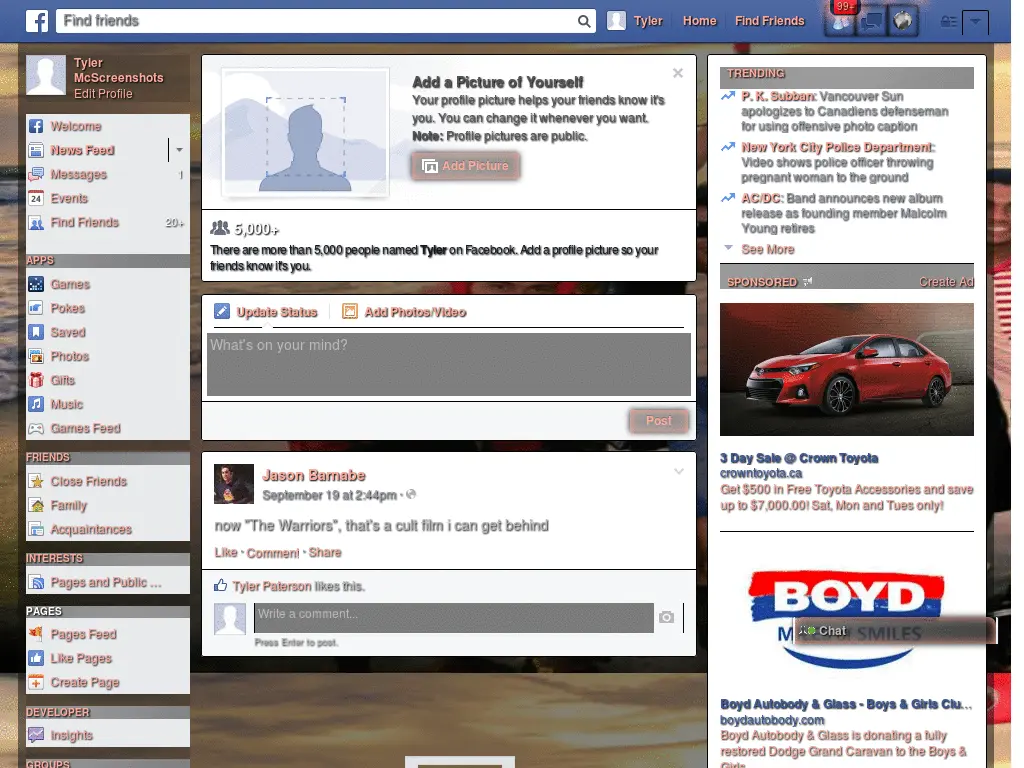 Find friends
Tyler
Home
Find Friends
99+
Tyler
McScreenshots
Edit Profile
Welcome
News Feed
Messages 1
24 Events
Find Friends 20+
APPS
Games
Pokes
Saved
Photos
Gifts
Music
Games Feed
FRIENDS
Close Friends
Family
Acquaintances
INTERESTS
Pages and Public ...
PAGES
Pages Feed
Like Pages
Create Page
DEVELOPER
Insights
GROUPS
Add a Picture of Yourself
Your profile picture helps your friends know it's
you. You can change it whenever you want.
Note: Profile pictures are public.
Add Picture
5,000+
There are more than 5,000 people named Tyler on Facebook. Add a profile picture so your
friends know it's you.
Update Status
Add Photos/Video
What's on your mind?
Post
Jason Barnabe
September 19 at 2:44pm ·
now "The Warriors", that's a cult film i can get behind
Like · Comment · Share
Tyler Paterson likes this.
Write a comment...
Press Enter to post.
TRENDING
P. K. Subban: Vancouver Sun
apologizes to Canadiens defenseman
for using offensive photo caption
New York City Police Department:
Video shows police officer throwing
pregnant woman to the ground
AC/DC: Band announces new album
release as founding member Malcolm
Young retires
See More
SPONSORED
Create Ad
3 Day Sale @ Crown Toyota
crowntoyota.ca
Get $500 in Free Toyota Accessories and save
up to $7,000.00! Sat, Mon and Tues only!
BOYD
SMILES
Chat
Boyd Autobody & Glass - Boys & Girls Clu...
boydautobody.com
Boyd Autobody & Glass is donating a fully
restored Dodge Grand Caravan to the Boys &
Girls